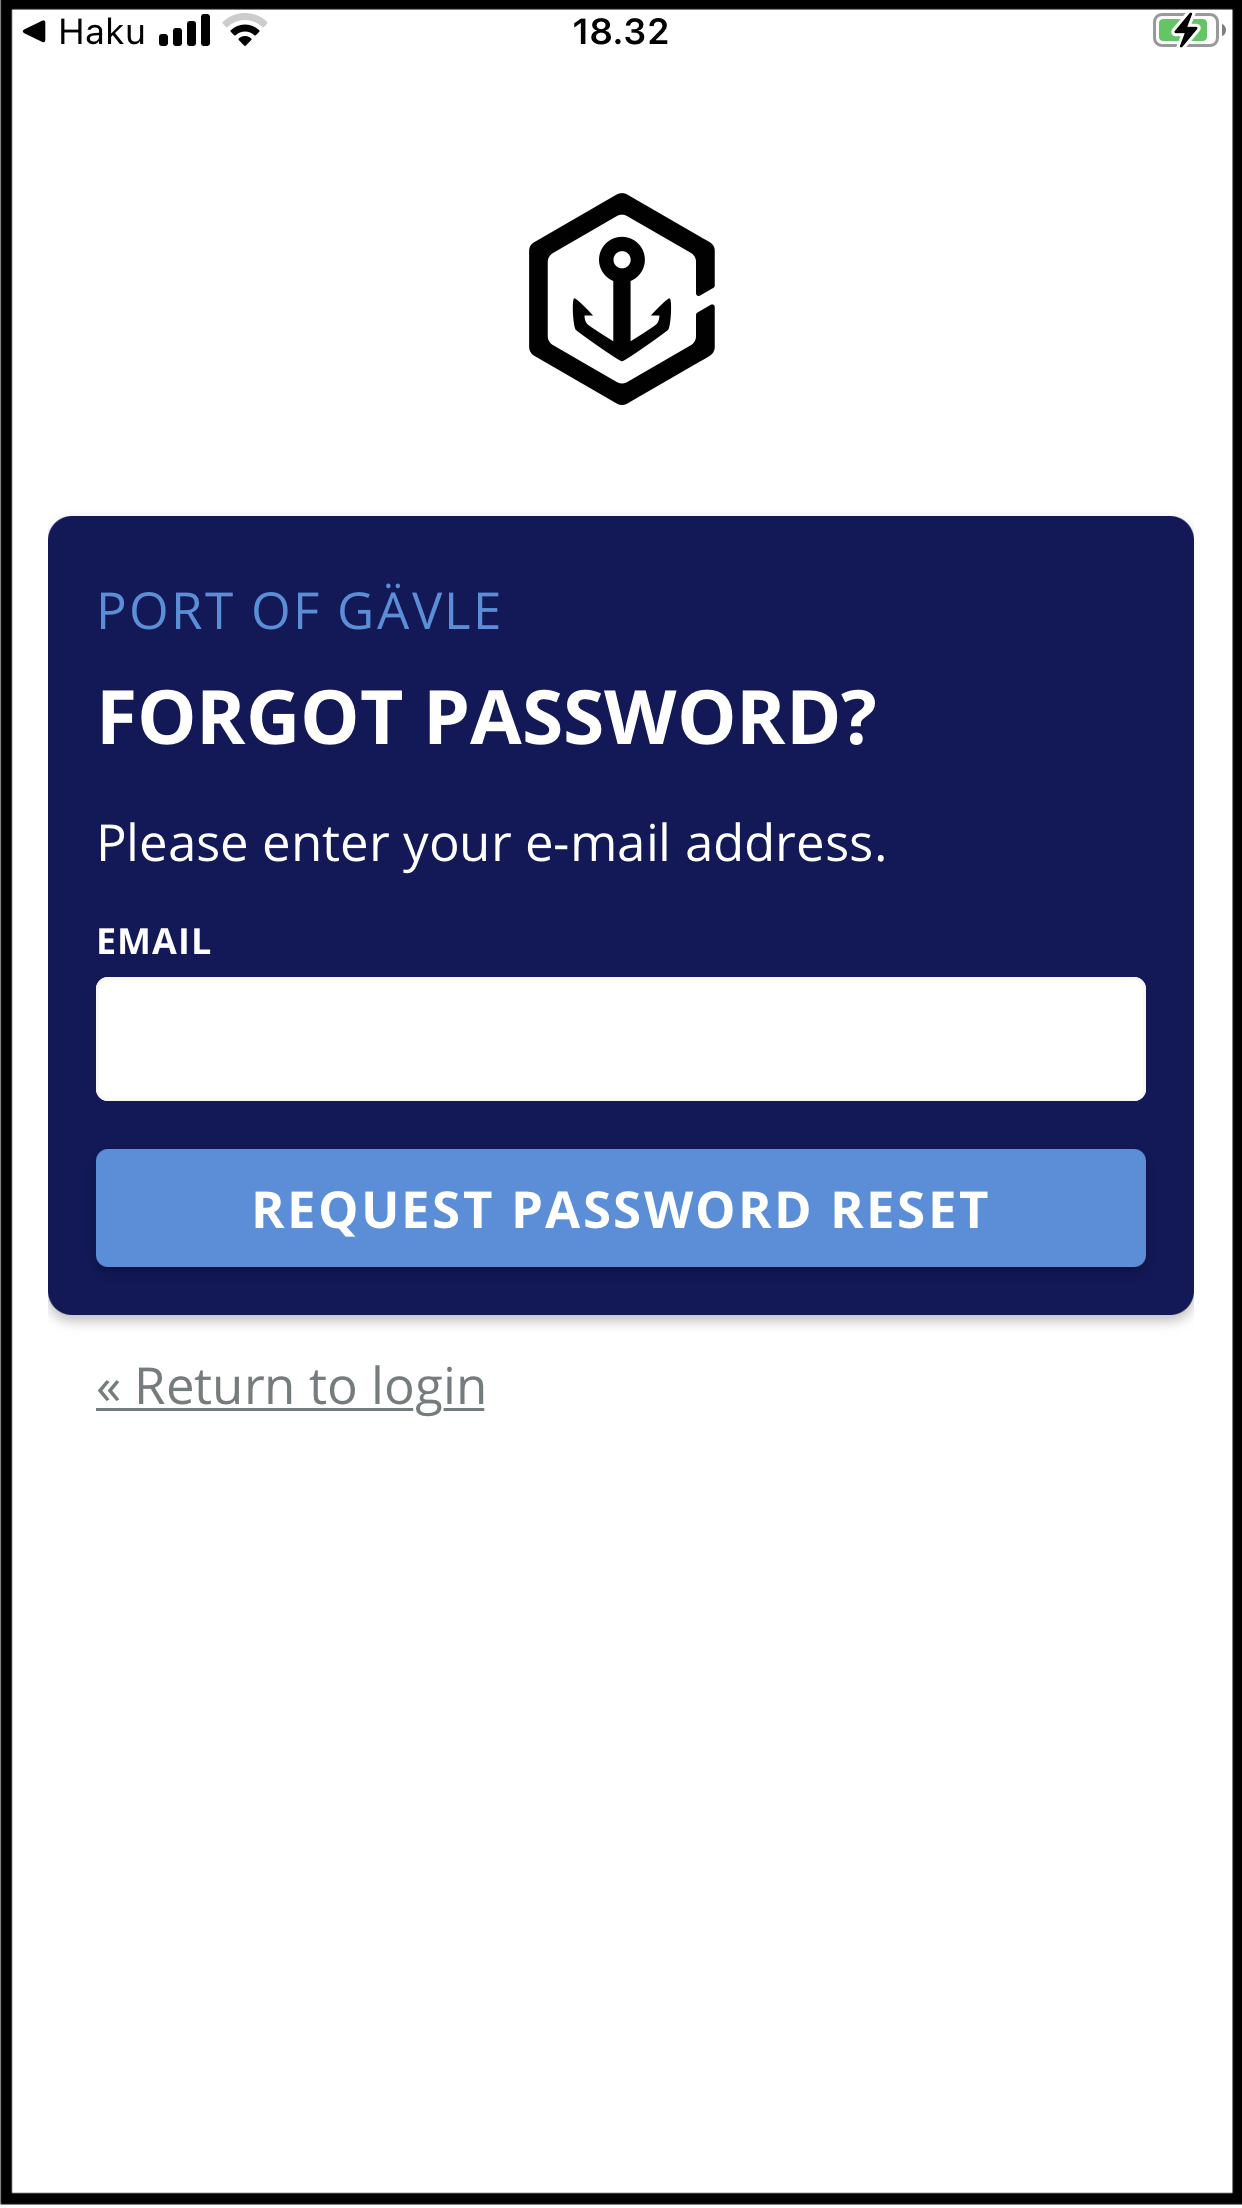 Haku
18.32
PORT OF GÄVLE
FORGOT PASSWORD?
Please enter your e-mail address.
EMAIL
REQUEST PASSWORD RESET
« Return to login